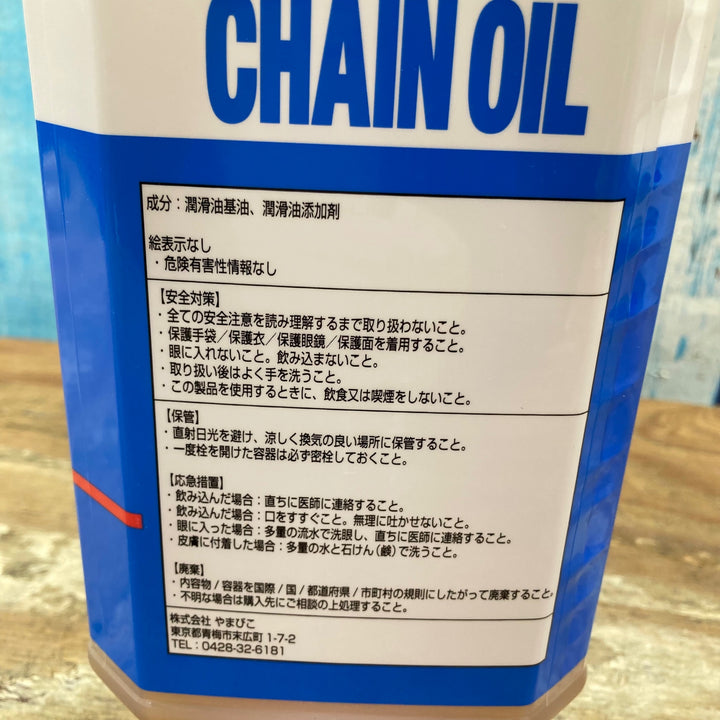 CHAIN OIL
成分：潤滑油基油、潤滑油添加剤
絵表示なし
・危険有害性情報なし
【安全対策】
・全ての安全注意を読み理解するまで取り扱わないこと。
・保護手袋／保護衣／保護眼鏡／保護面を着用すること。
・眼に入れないこと。飲み込まないこと。
・取り扱い後はよく手を洗うこと。
・この製品を使用するときに、飲食又は喫煙をしないこと。
【保管】
・直射日光を避け、涼しく換気の良い場所に保管すること。
・一度栓を開けた容器は必ず密栓しておくこと。
【応急措置】
・飲み込んだ場合：直ちに医師に連絡すること。
・飲み込んだ場合：口をすすぐこと。無理に吐かせないこと。
・眼に入った場合：多量の流水で洗眼し、直ちに医師に連絡すること。
・皮膚に付着した場合：多量の水と石けん(鹸)で洗うこと。
【廃棄】
・内容物/容器を国際/国/都道府県/市町村の規則にしたがって廃棄すること。
・不明な場合は購入先にご相談の上処理すること。
株式会社 やまびこ
東京都青梅市末広町 1-7-2
TEL：0428-32-6181